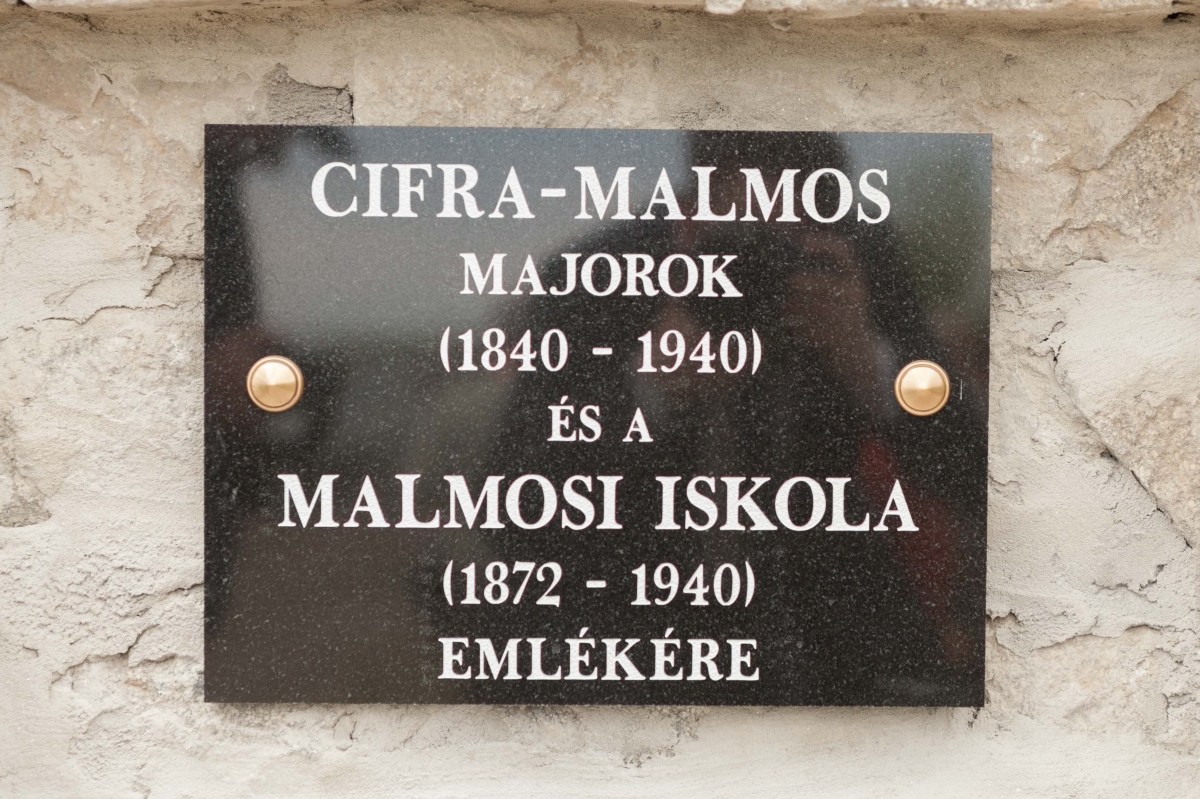 CIFRA-MALMOS
MAJOROK
(1840 - 1940)
ÉS A
MALMOSI ISKOLA
(1872 - 1940)
EMLÉKÉRE